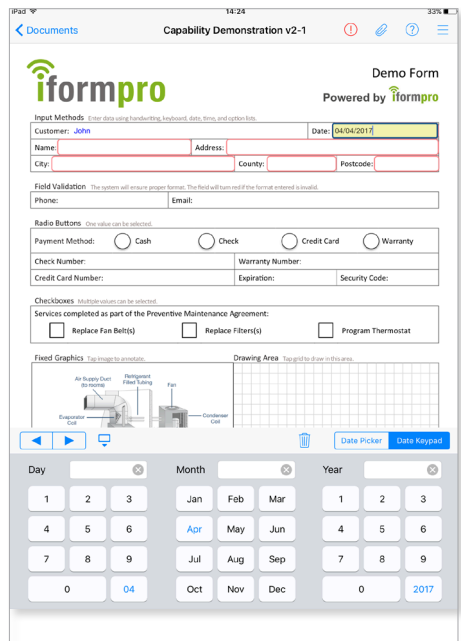 iPad 14:24 33%
Documents Capability Demonstration v2-1
iformpro Demo Form
Powered by iformpro
Input Methods Enter data using handwriting, keyboard, date, time, and option lists.
Customer: John Date: 04/04/2017
Name: Address:
City: County: Postcode:
Field Validation The system will ensure proper format. The field will turn red if the format entered is invalid.
Phone: Email:
Radio Buttons One value can be selected.
Payment Method: Cash Check Credit Card Warranty
Check Number: Warranty Number:
Credit Card Number: Expiration: Security Code:
Checkboxes Multiple values can be selected.
Services completed as part of the Preventive Maintenance Agreement:
Replace Fan Belt(s) Replace Filters(s) Program Thermostat
Fixed Graphics Tap image to annotate. Drawing Area Tap grid to draw in this area.
Air Supply Duct
(to rooms)
Refrigerant
Filled Tubing
Fan
Evaporator
Coil
Condenser
Coil
Date Picker Date Keypad
Day Month Year
1 2 3 Jan Feb Mar 1 2 3
4 5 6 Apr May Jun 4 5 6
7 8 9 Jul Aug Sep 7 8 9
0 04 Oct Nov Dec 0 2017